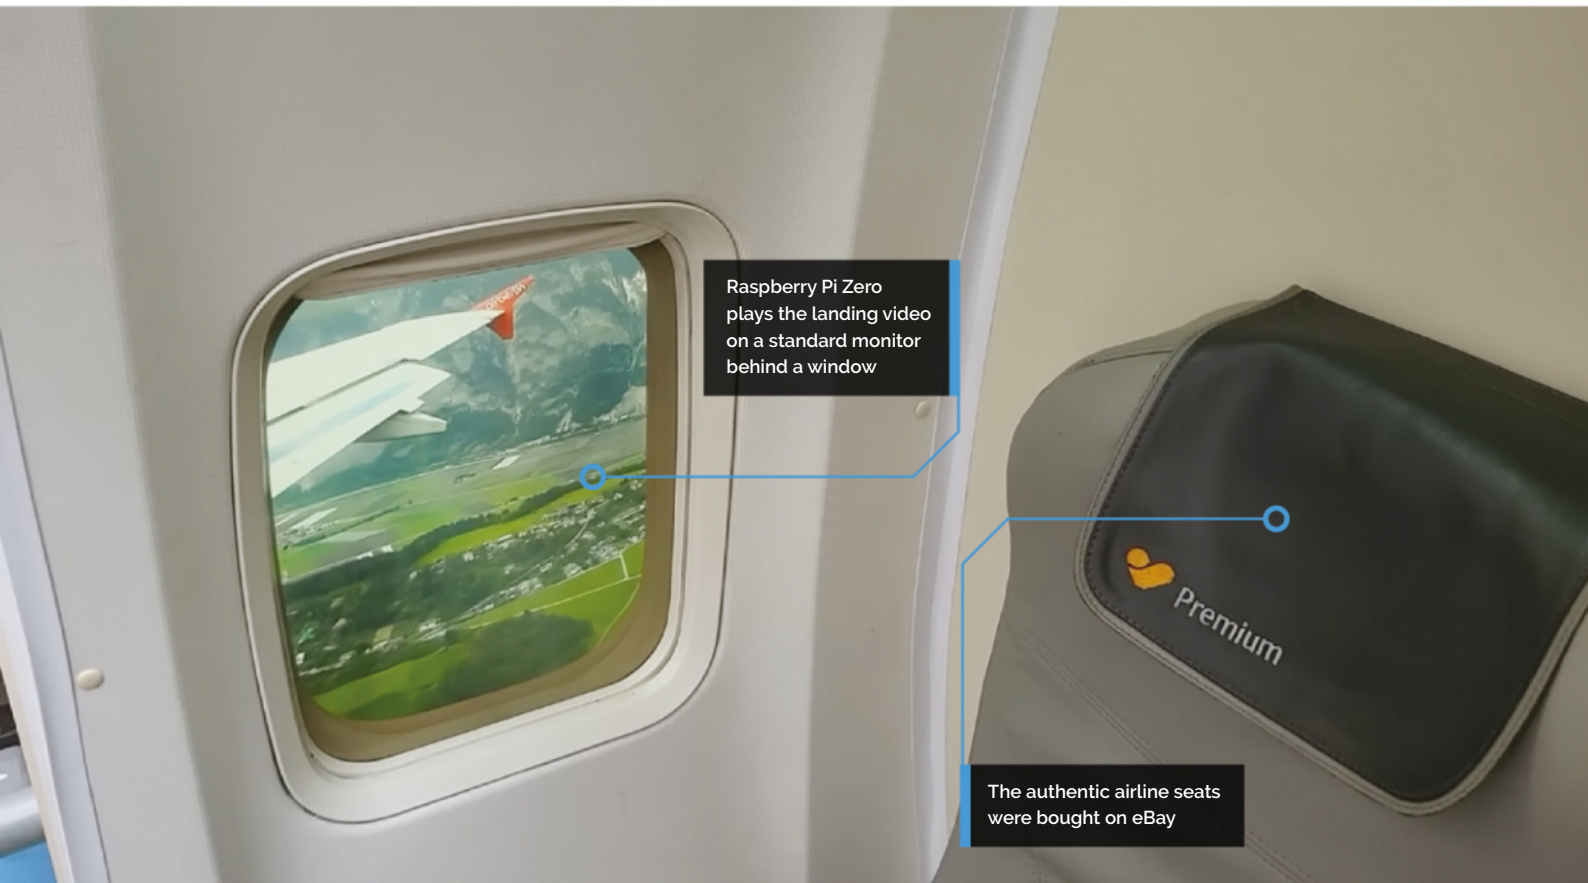 airberlin
Raspberry Pi Zero
plays the landing video
on a standard monitor
behind a window
Premium
The authentic airline seats
were bought on eBay